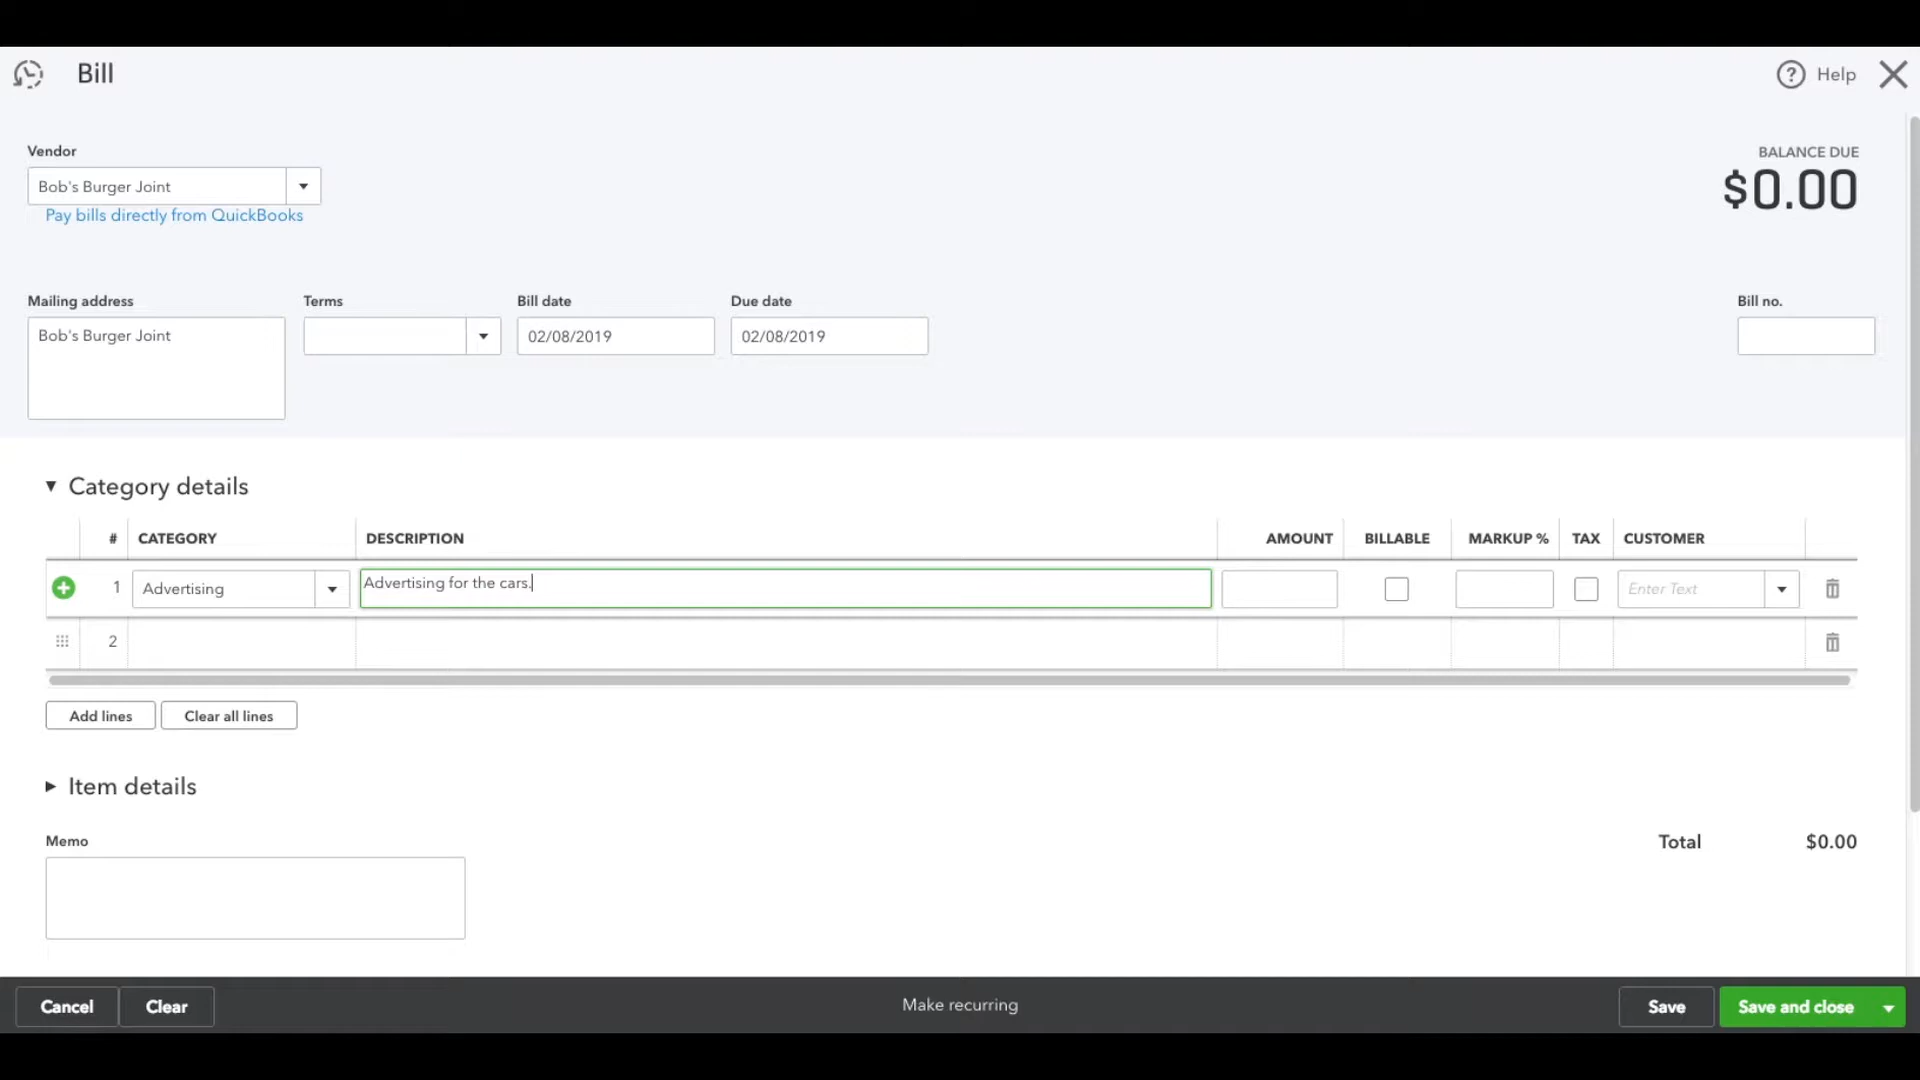 Bill
? Help
Vendor
BALANCE DUE
Bob's Burger Joint
$0.00
Pay bills directly from QuickBooks
Mailing address Terms Bill date Due date Bill no.
Bob's Burger Joint 02/08/2019 02/08/2019
Category details
# CATEGORY DESCRIPTION AMOUNT BILLABLE MARKUP % TAX CUSTOMER
1 Advertising Advertising for the cars. Enter Text
2
Add lines Clear all lines
Item details
Memo Total $0.00
Cancel Clear Make recurring Save Save and close